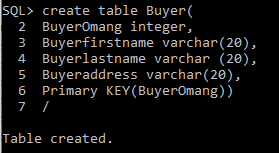 SQL> create table Buyer(
2 BuyerOmang integer,
3 Buyerfirstname varchar(20),
4 Buyerlastname varchar (20),
5 Buyeraddress varchar(20),
6 Primary KEY(BuyerOmang))
7 /
Table created.